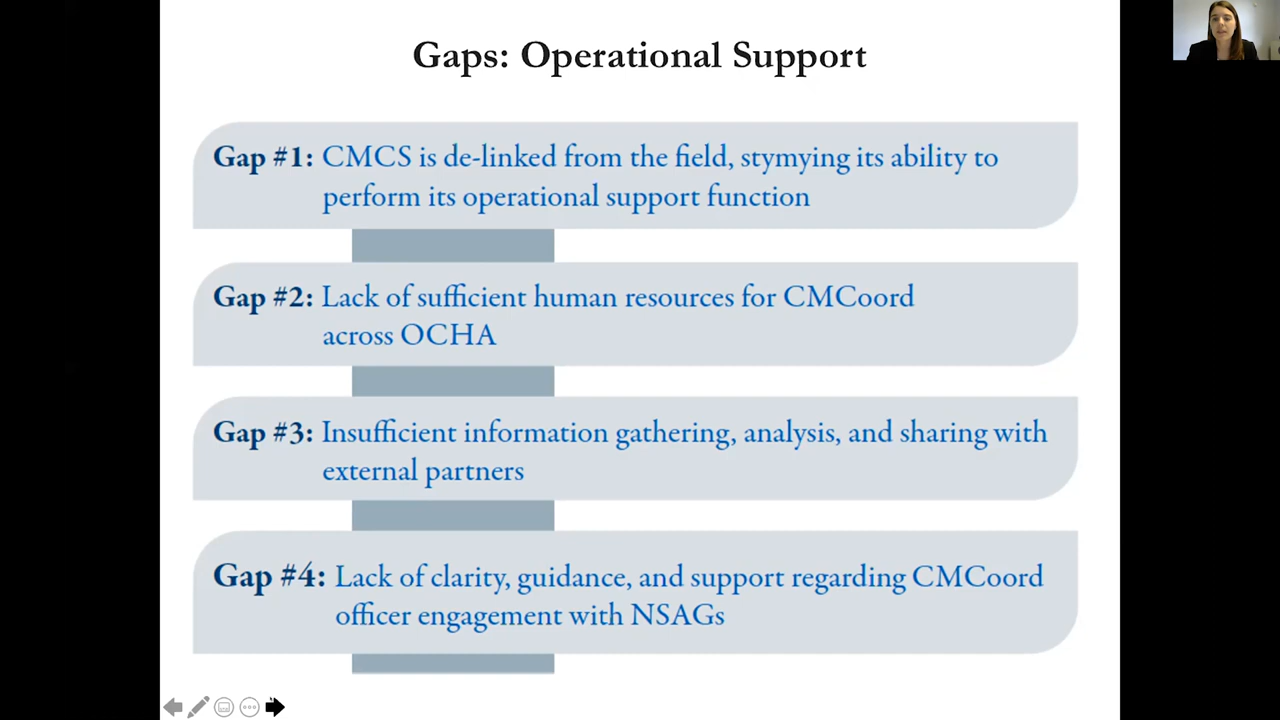 Gaps: Operational Support
Gap #1: CMCS is de-linked from the field, stymying its ability to
perform its operational support function
Gap #2: Lack of sufficient human resources for CMCoord
across OCHA
Gap #3: Insufficient information gathering, analysis, and sharing with
external partners
Gap #4: Lack of clarity, guidance, and support regarding CMCoord
officer engagement with NSAGs